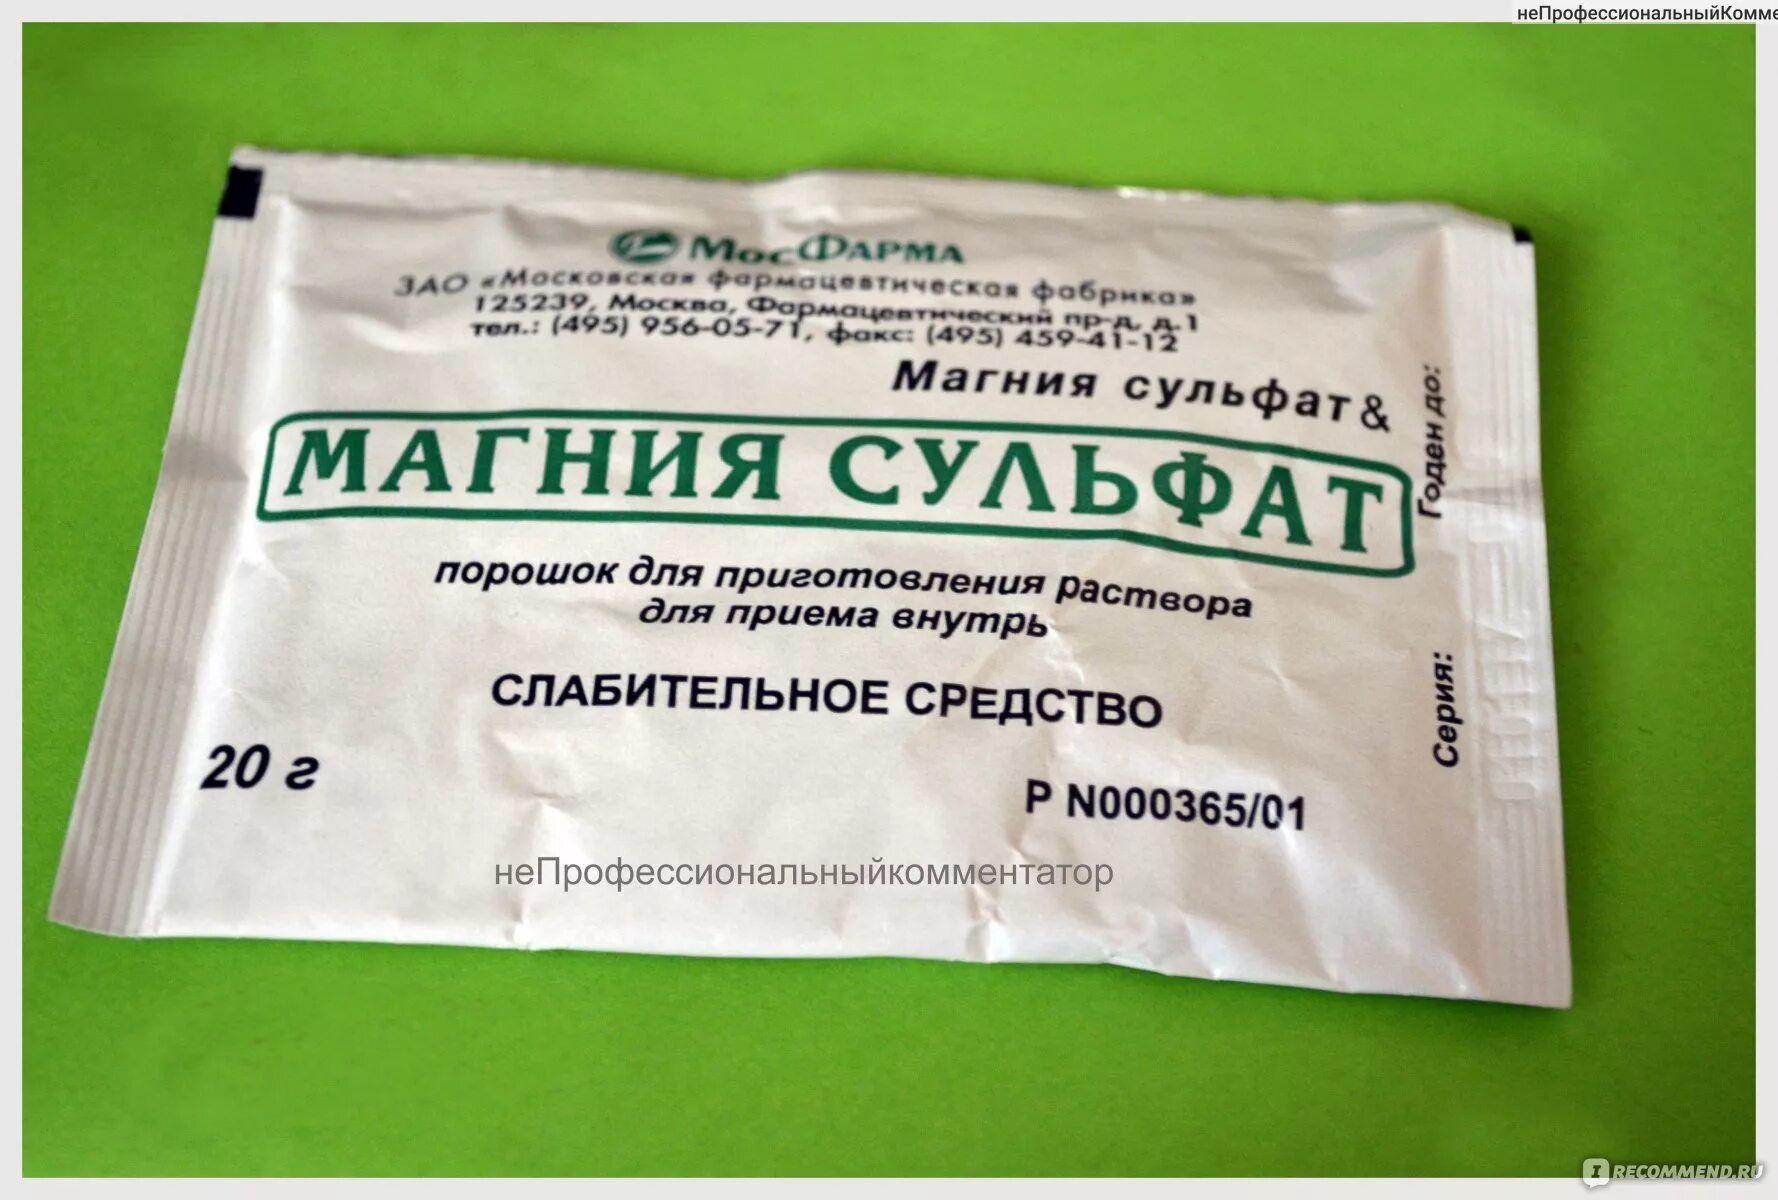 неПрофессиональныйКомме
МосФАРМА
ЗАО «Московская фармацевтическая фабрика»
125239, Москва, Фармацевтический пр-д, д.1
тел.: (495) 956-05-71, факс: (495) 459-41-12
Магния сульфат &
МАГНИЯ СУЛЬФАТ
порошок для приготовления раствора
для приема внутрь
СЛАБИТЕЛЬНОЕ СРЕДСТВО
20 г
Р N000365/01
Годен до:
Серия:
неПрофессиональныйкомментатор
IRECOMMEND.RU